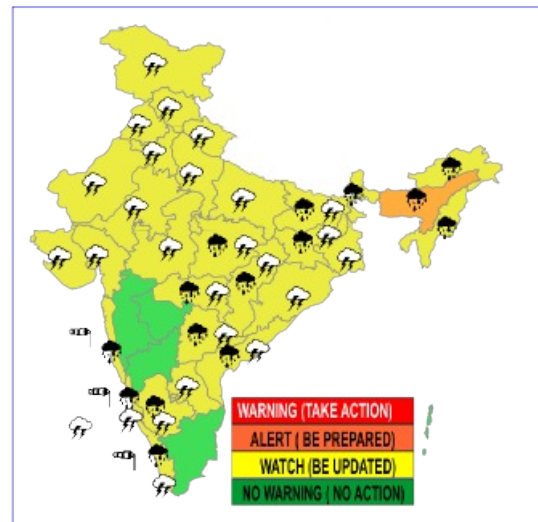 WARNING (TAKE ACTION)
ALERT ( BE PREPARED)
WATCH (BE UPDATED)
NO WARNING ( NO ACTION)